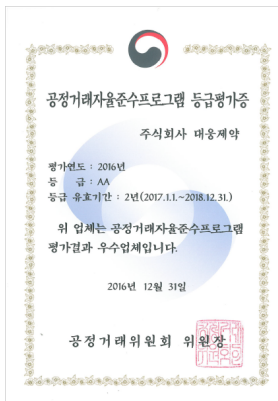 공정거래자율준수프로그램 등급평가증
주식회사 대웅제약
평가연도 : 2016년
등 급 : AA
등급 유효기간 : 2년(2017.1.1.~2018.12.31.)
위 업체는 공정거래자율준수프로그램
평가결과 우수업체입니다.
2016년 12월 31일
공정거래위원회 위원장